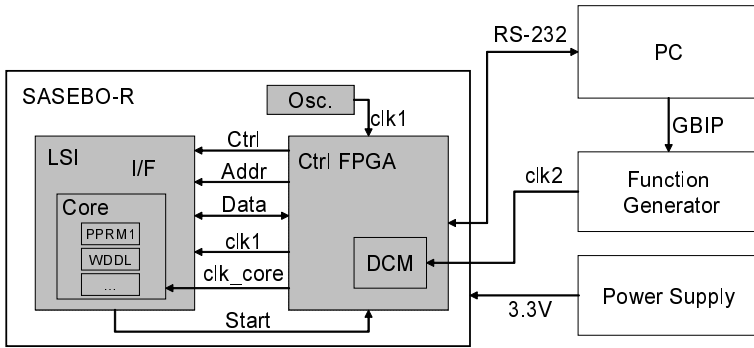 RS-232
PC
SASEBO-R
Osc.
clk1
GBIP
LSI
I/F
Ctrl
Ctrl FPGA
Addr
clk2
Function
Generator
Core
Data
PPRM1
clk1
WDDL
DCM
clk_core
...
3.3V
Power Supply
Start